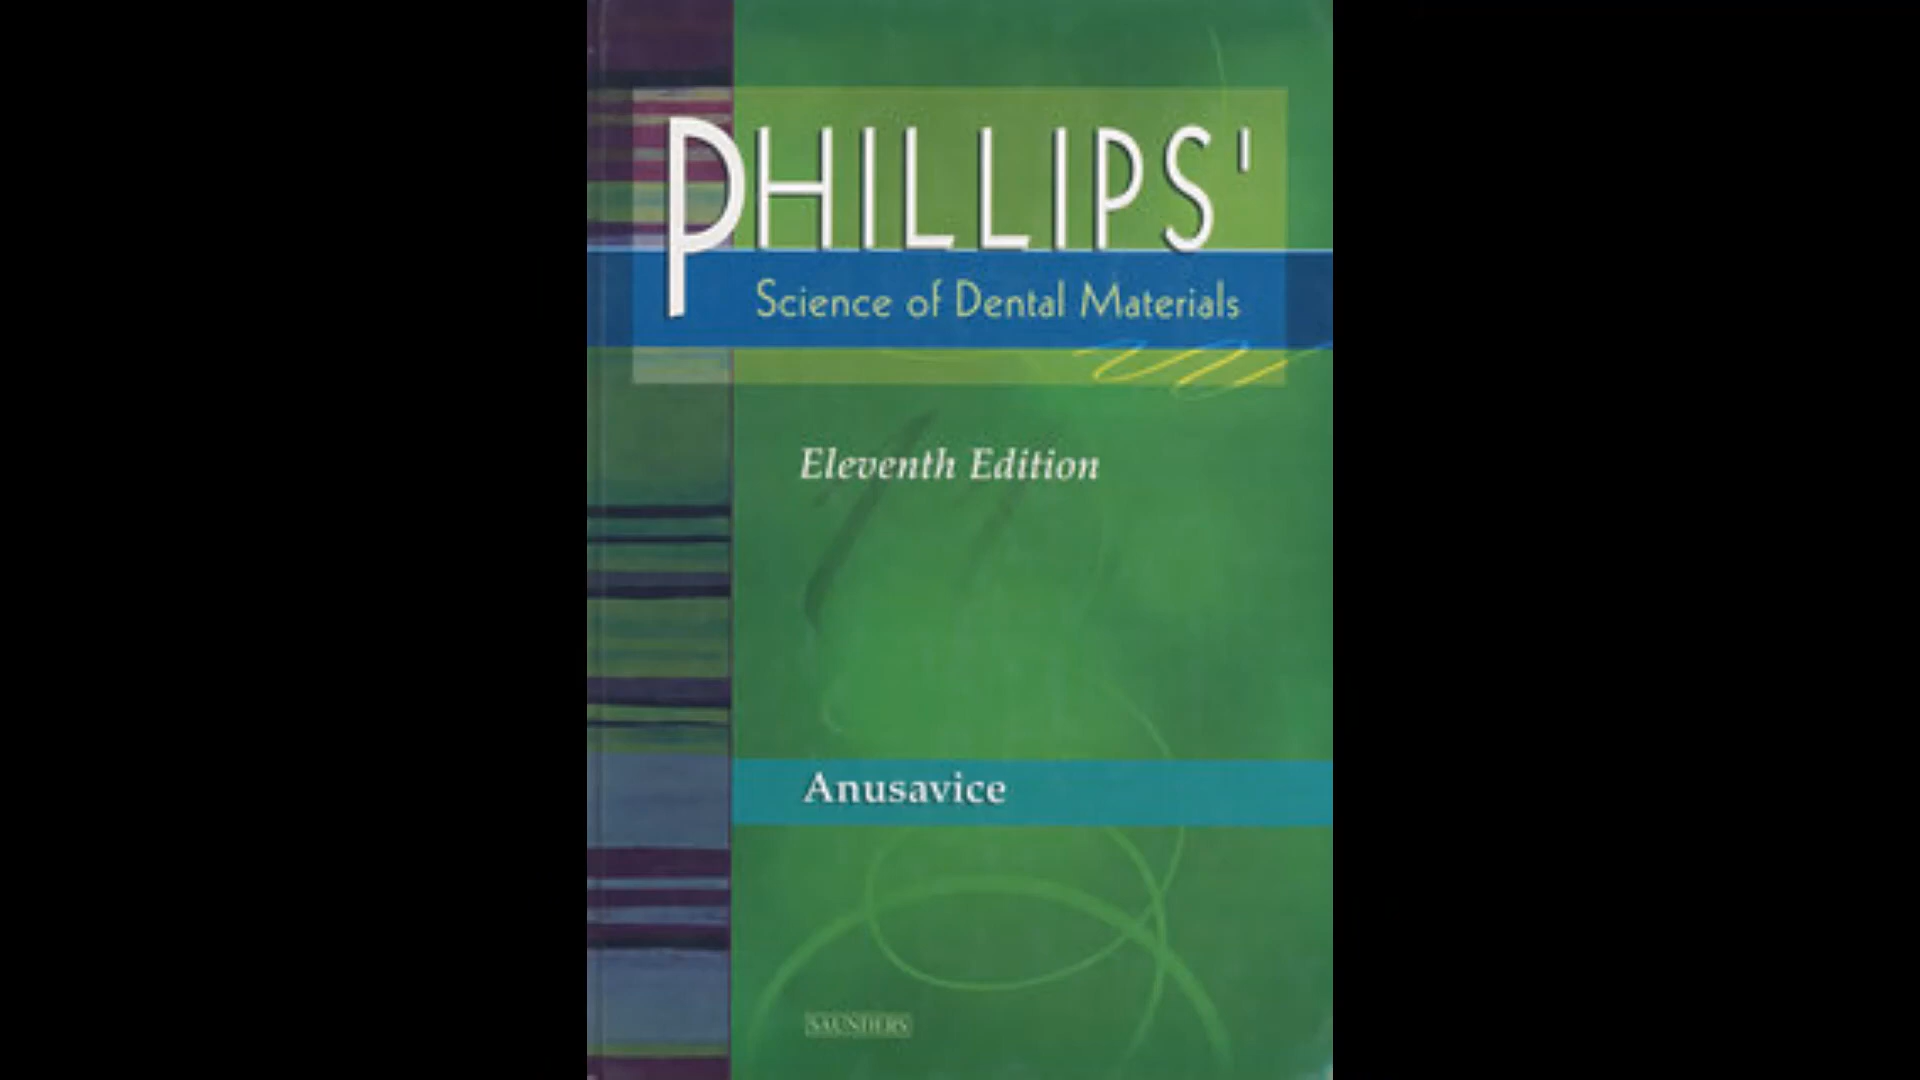 PHILLIPS'
Science of Dental Materials
Eleventh Edition
Anusavice
SAUNDERS